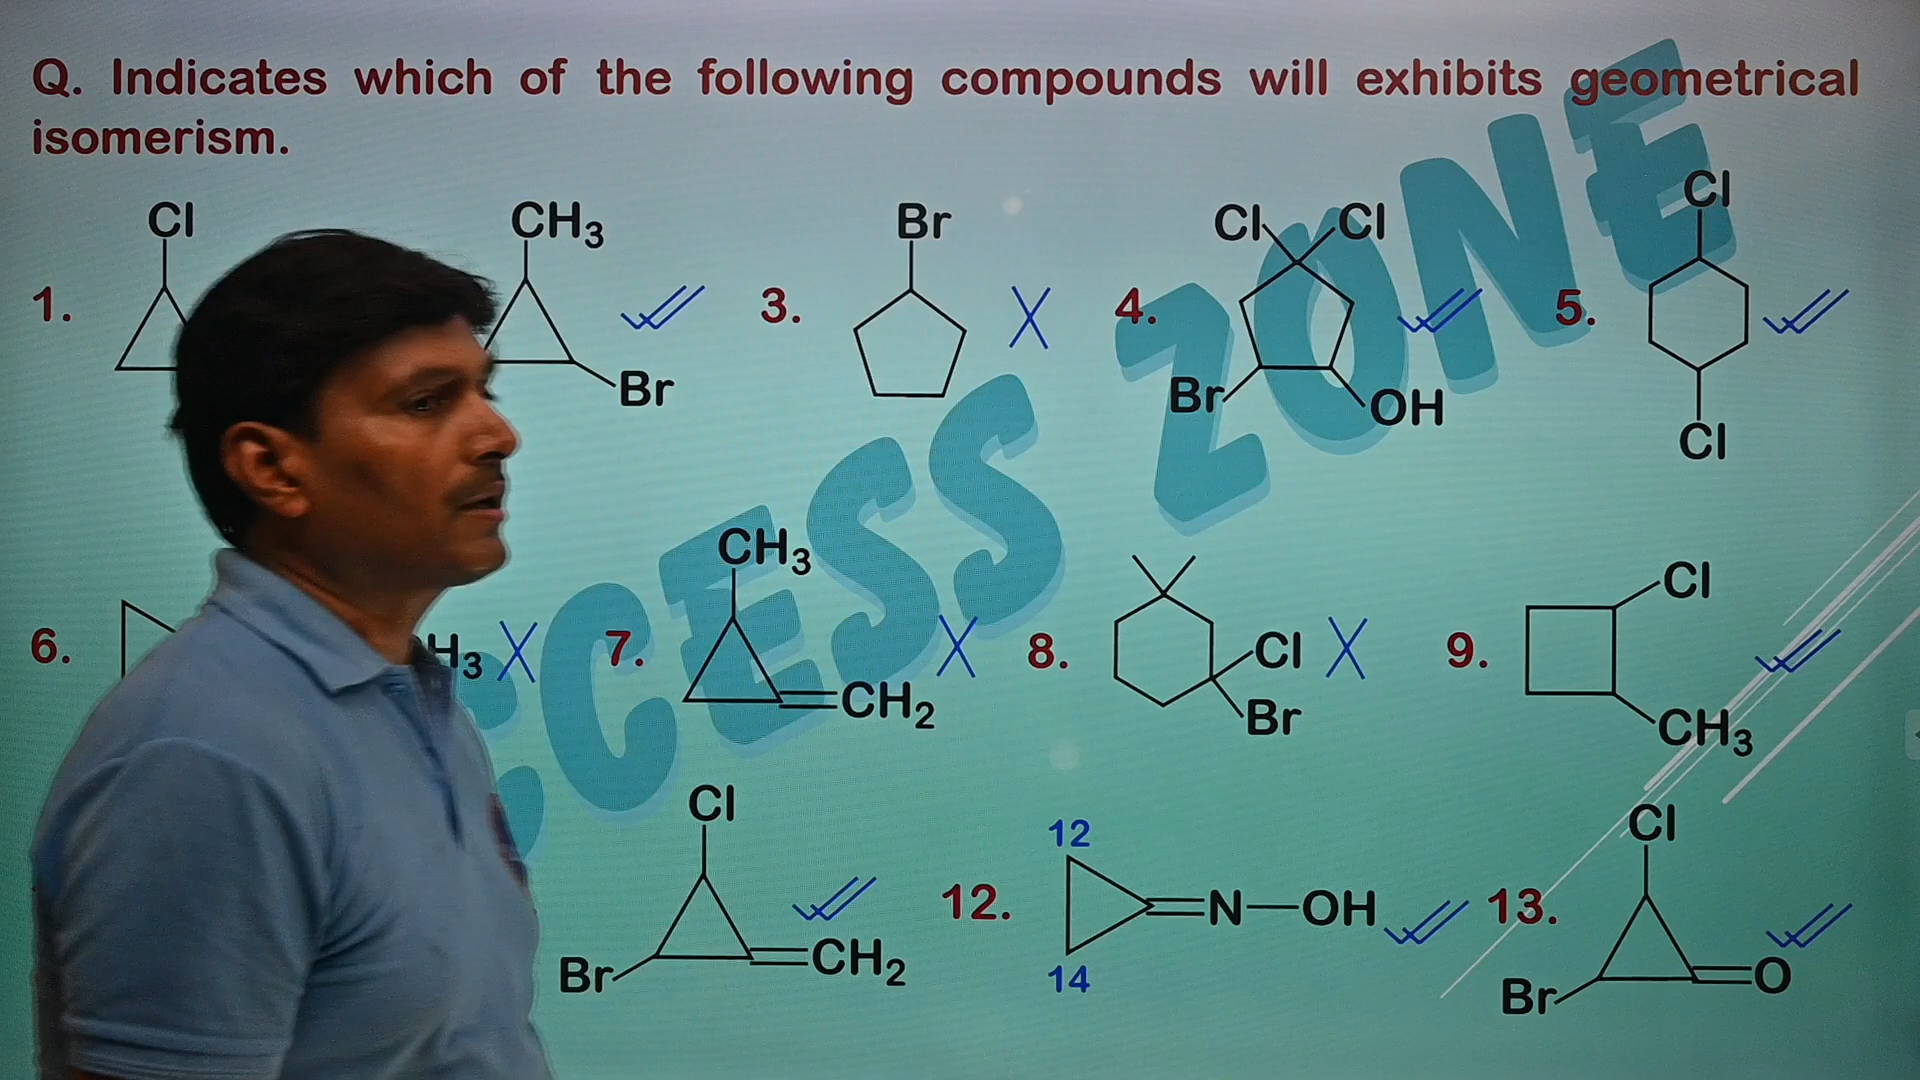 Q. Indicates which of the following compounds will exhibits geometrical
isomerism.
1.
Cl
CH3
Br
3.
Br
4.
Cl Cl
Br
OH
5.
Cl
Cl
6.
H3
7.
CH3
CH2
8.
Cl
Br
9.
Cl
CH3
Cl
Br
CH2
12.
12
14
N—OH
13.
Cl
Br
O
CESS ZONE